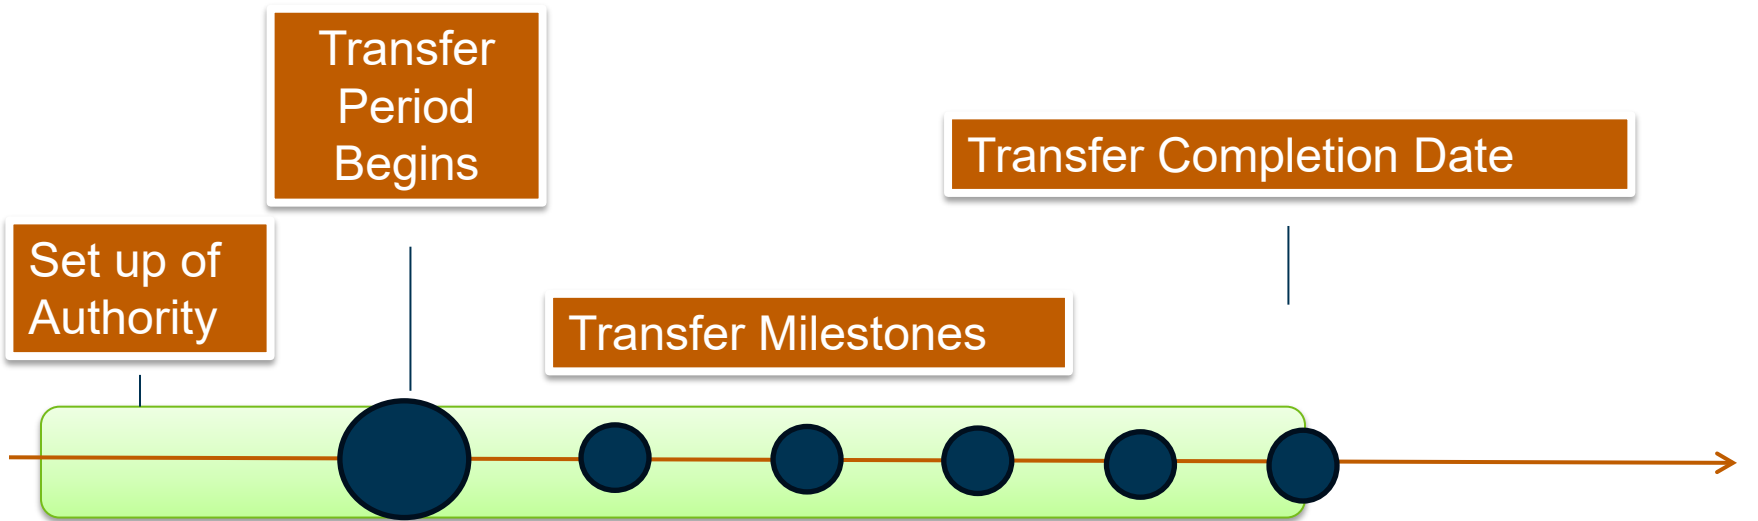 Transfer
Period
Begins
Transfer Completion Date
Set up of
Authority
Transfer Milestones